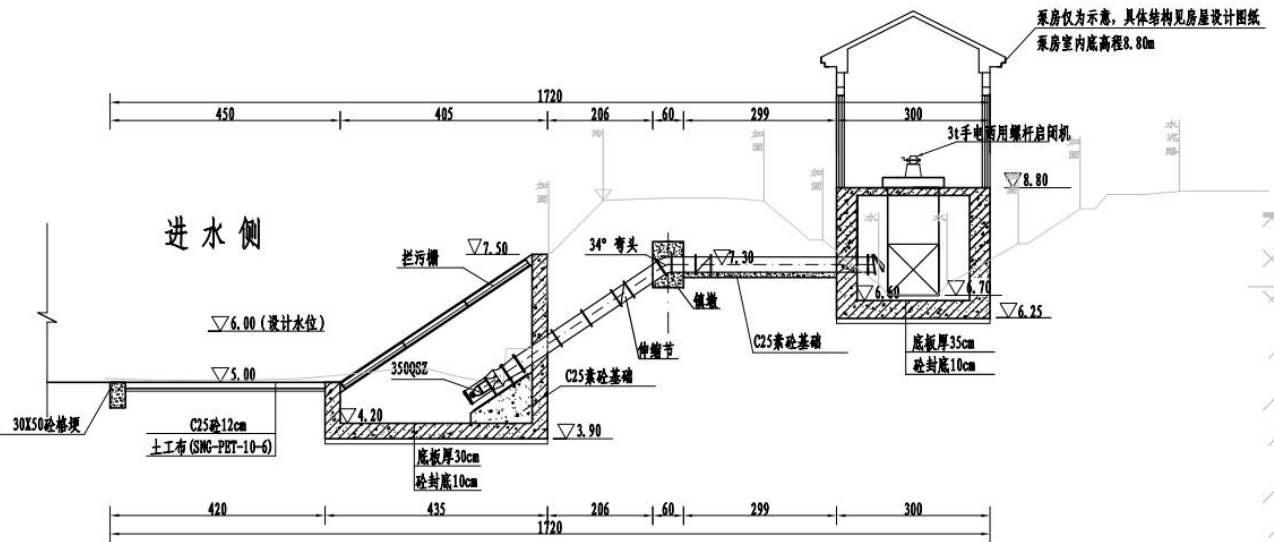 泵房仅为示意，具体结构见房屋设计图纸
泵房室内底高程8.80m
1720
450
405
206
60
299
300
3t手电两用螺杆启闭机
8.80
进水侧
拦污栅
7.50
34° 弯头
7.30
镇墩
6.60
6.70
6.25
6.00 (设计水位)
伸缩节
C25素砼基础
底板厚35cm
砼封底10cm
5.00
350QSZ
C25素砼基础
30X50砼格埂
4.20
3.90
C25砼12cm
土工布(SNG-PET-10-6)
底板厚30cm
砼封底10cm
420
435
206
60
299
300
1720